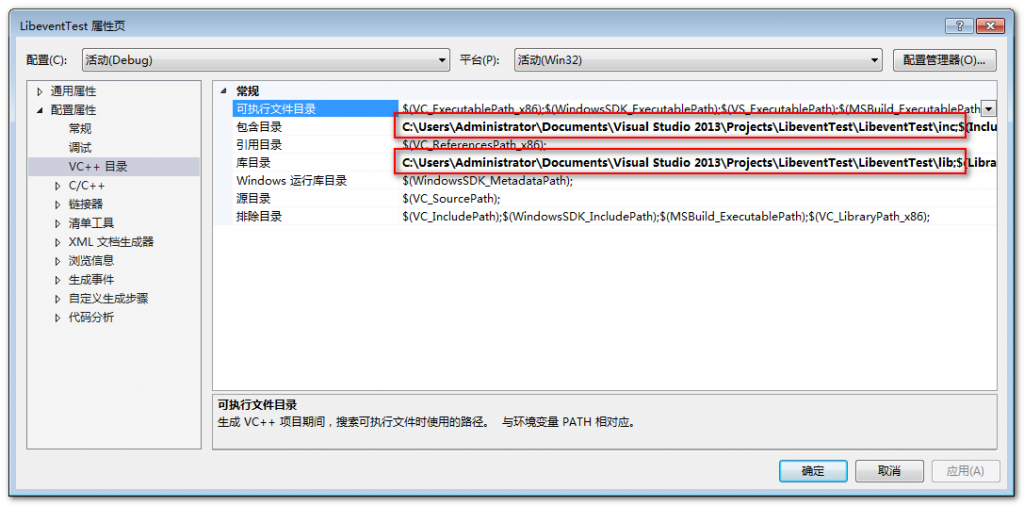 LibeventTest 属性页
配置(C): 活动(Debug) 平台(P): 活动(Win32) 配置管理器(O)...
通用属性
配置属性
常规
调试
VC++ 目录
C/C++
链接器
清单工具
XML 文档生成器
浏览信息
生成事件
自定义生成步骤
代码分析
常规
可执行文件目录 $(VC_ExecutablePath_x86);$(WindowsSDK_ExecutablePath);$(VS_ExecutablePath);$(MSBuild_ExecutablePath
包含目录 C:\Users\Administrator\Documents\Visual Studio 2013\Projects\LibeventTest\LibeventTest\inc;$(Inclu
引用目录 $(VC_ReferencesPath_x86);
库目录 C:\Users\Administrator\Documents\Visual Studio 2013\Projects\LibeventTest\LibeventTest\lib;$(Libra
Windows 运行库目录 $(WindowsSDK_MetadataPath);
源目录 $(VC_SourcePath);
排除目录 $(VC_IncludePath);$(WindowsSDK_IncludePath);$(MSBuild_ExecutablePath);$(VC_LibraryPath_x86);
可执行文件目录
生成 VC++ 项目期间，搜索可执行文件时使用的路径。 与环境变量 PATH 相对应。
确定 取消 应用(A)